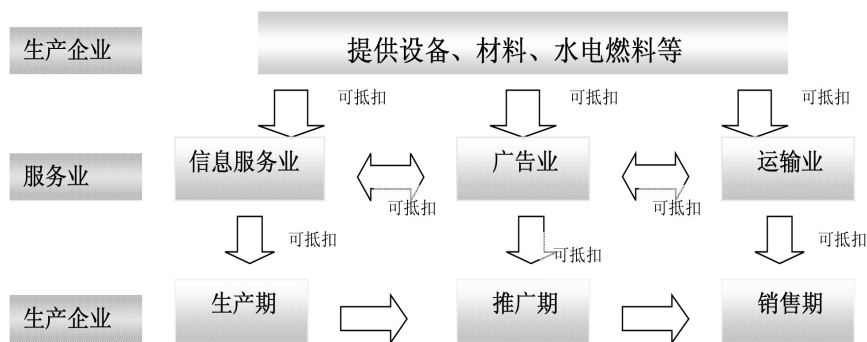 生产企业
提供设备、材料、水电燃料等
可抵扣
可抵扣
可抵扣
服务业
信息服务业
广告业
运输业
可抵扣
可抵扣
可抵扣
可抵扣
可抵扣
生产企业
生产期
推广期
销售期